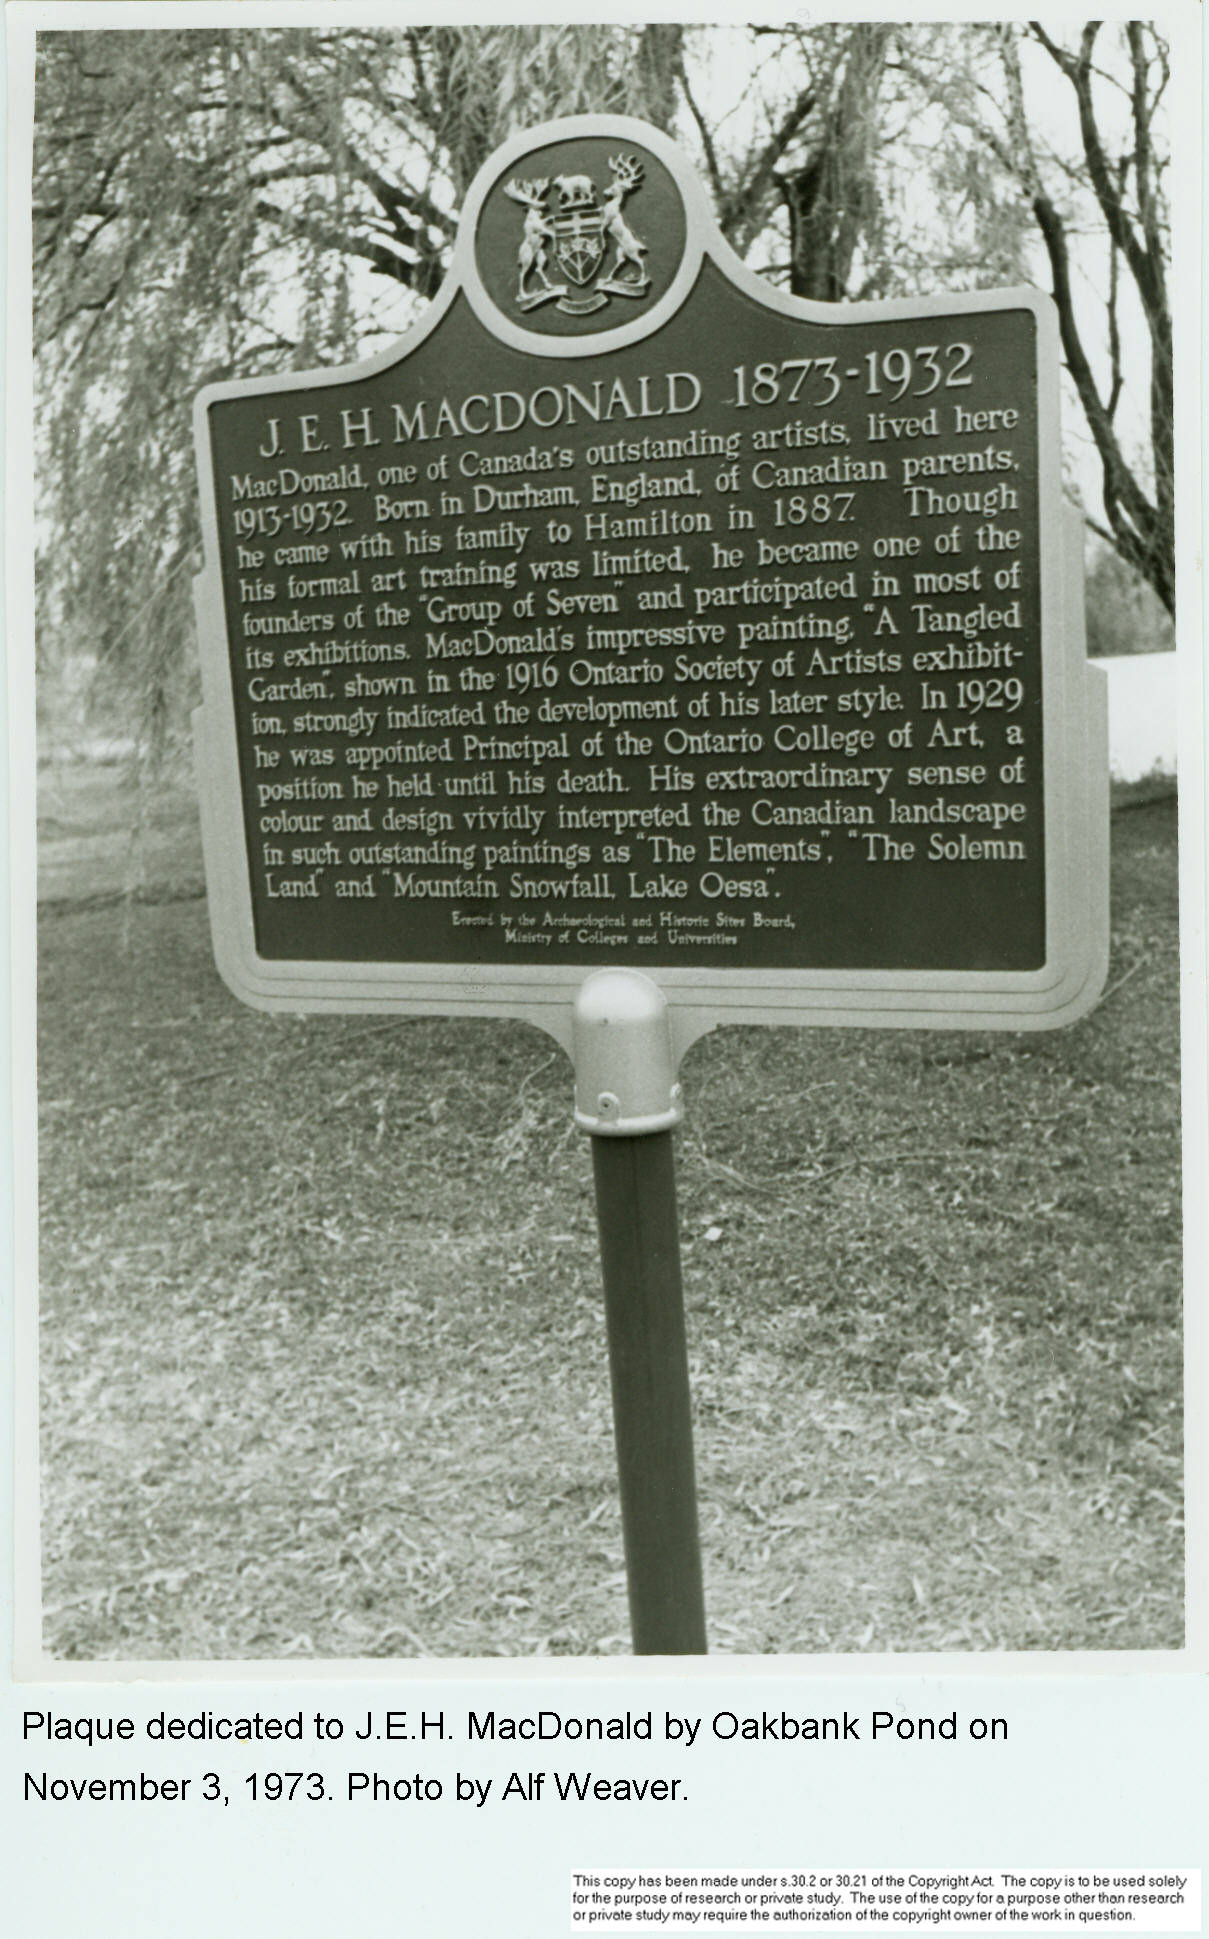 J. E. H. MACDONALD 1873-1932
MacDonald, one of Canada's outstanding artists, lived here
1913-1932. Born in Durham, England, of Canadian parents,
he came with his family to Hamilton in 1887. Though
his formal art training was limited, he became one of the
founders of the "Group of Seven" and participated in most of
its exhibitions. MacDonald's impressive painting, "A Tangled
Garden", shown in the 1916 Ontario Society of Artists exhibit-
ion, strongly indicated the development of his later style. In 1929
he was appointed Principal of the Ontario College of Art, a
position he held until his death. His extraordinary sense of
colour and design vividly interpreted the Canadian landscape
in such outstanding paintings as "The Elements", "The Solemn
Land" and "Mountain Snowfall, Lake Oesa".
Erected by the Archaeological and Historic Sites Board,
Ministry of Colleges and Universities
Plaque dedicated to J.E.H. MacDonald by Oakbank Pond on
November 3, 1973. Photo by Alf Weaver.
This copy has been made under s.30.2 or 30.21 of the Copyright Act. The copy is to be used solely
for the purpose of research or private study. The use of the copy for a purpose other than research
or private study may require the authorization of the copyright owner of the work in question.